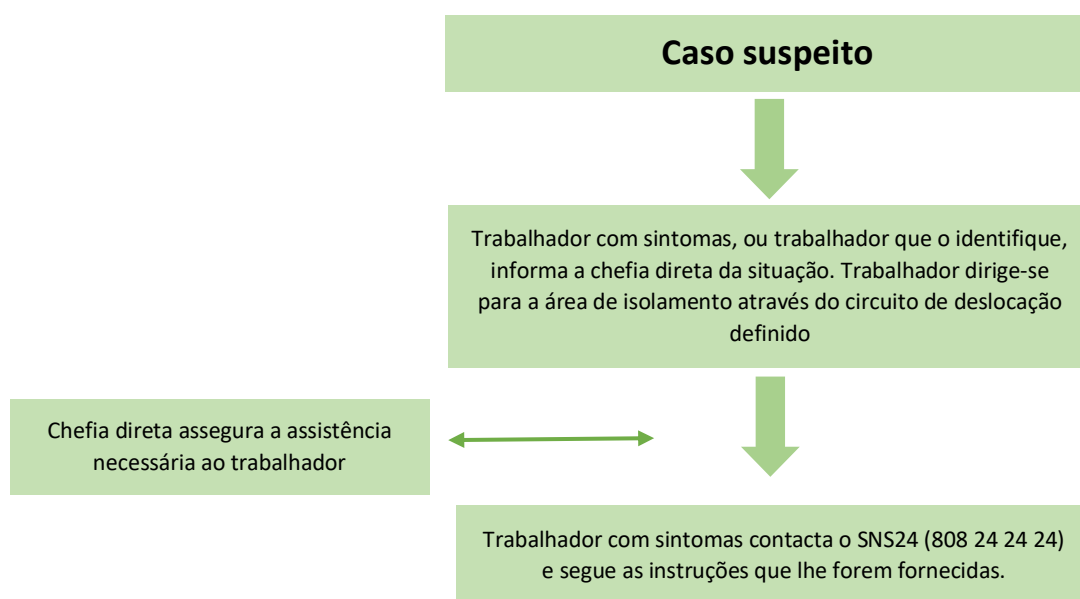 Caso suspeito
Trabalhador com sintomas, ou trabalhador que o identifique,
informa a chefia direta da situação. Trabalhador dirige-se
para a área de isolamento através do circuito de deslocação
definido
Chefia direta assegura a assistência
necessária ao trabalhador
Trabalhador com sintomas contacta o SNS24 (808 24 24 24)
e segue as instruções que lhe forem fornecidas.